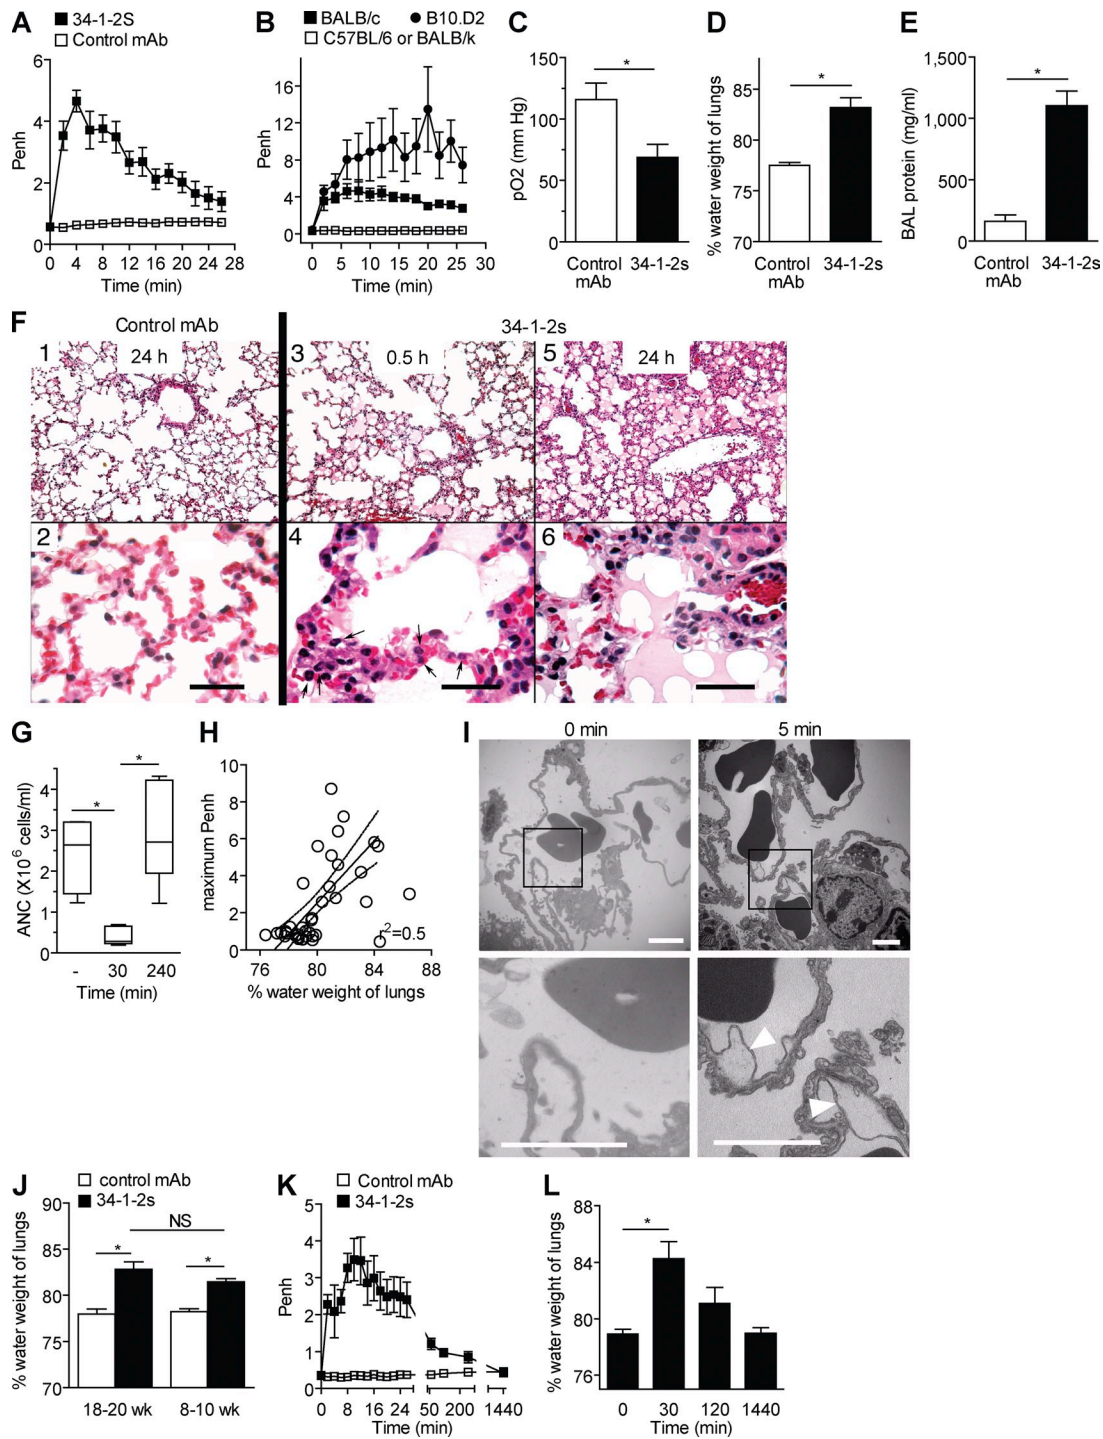 A
34-1-2S
Control mAb
Penh
6
4
2
0
0 4 8 12 16 20 24 28
Time (min)
B
BALB/c B10.D2
C57BL/6 or BALB/k
Penh
16
12
8
4
0
0 5 10 15 20 25 30
Time (min)
C
pO2 (mm Hg)
150
100
50
0
*
Control mAb 34-1-2s
D
% water weight of lungs
85
80
75
70
*
Control mAb 34-1-2s
E
BAL protein (mg/ml)
1,500
1,000
500
0
*
Control mAb 34-1-2s
F
Control mAb 34-1-2s
1 24 h 3 0.5 h 5 24 h
2 4 6
G
ANC (X10⁶ cells/ml)
4
3
2
1
0
* *
- 30 240
Time (min)
H
maximum Penh
10
8
6
4
2
0
r²=0.5
76 80 84 88
% water weight of lungs
I
0 min 5 min
J
control mAb
34-1-2s
% water weight of lungs
90
85
80
75
70
NS
* *
18-20 wk 8-10 wk
K
Control mAb
34-1-2s
Penh
5
4
3
2
1
0
0 8 16 24 50 200 1440
Time (min)
L
% water weight of lungs
88
84
80
76
*
0 30 120 1440
Time (min)